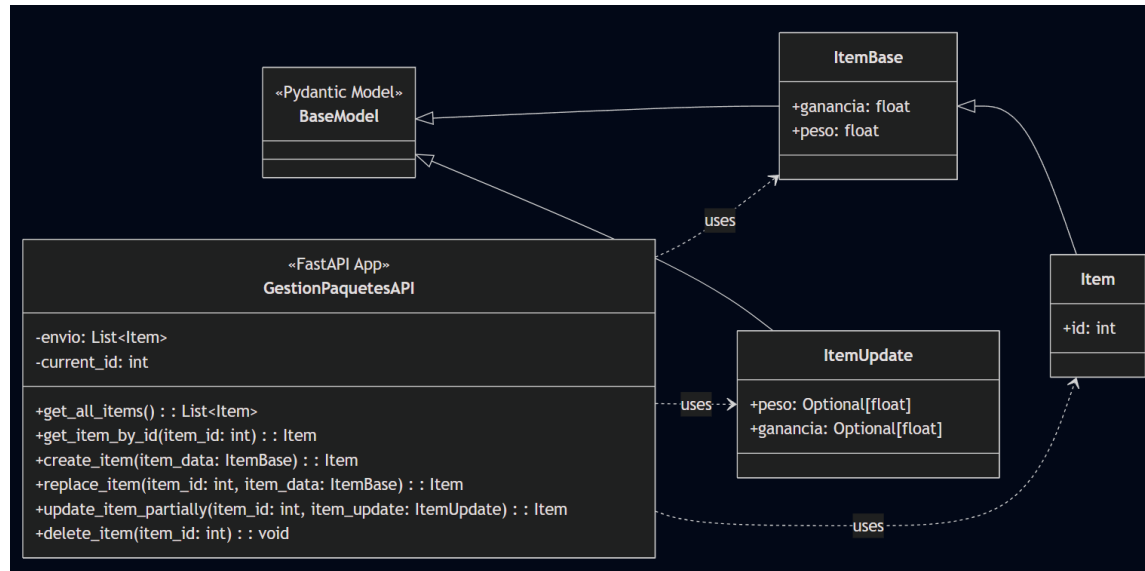 «Pydantic Model»
BaseModel
ItemBase
+ganancia: float
+peso: float
uses
«FastAPI App»
GestionPaquetesAPI
-envio: List<Item>
-current_id: int
+get_all_items() : : List<Item>
+get_item_by_id(item_id: int) : : Item
+create_item(item_data: ItemBase) : : Item
+replace_item(item_id: int, item_data: ItemBase) : : Item
+update_item_partially(item_id: int, item_update: ItemUpdate) : : Item
+delete_item(item_id: int) : : void
uses
ItemUpdate
+peso: Optional[float]
+ganancia: Optional[float]
Item
+id: int
uses